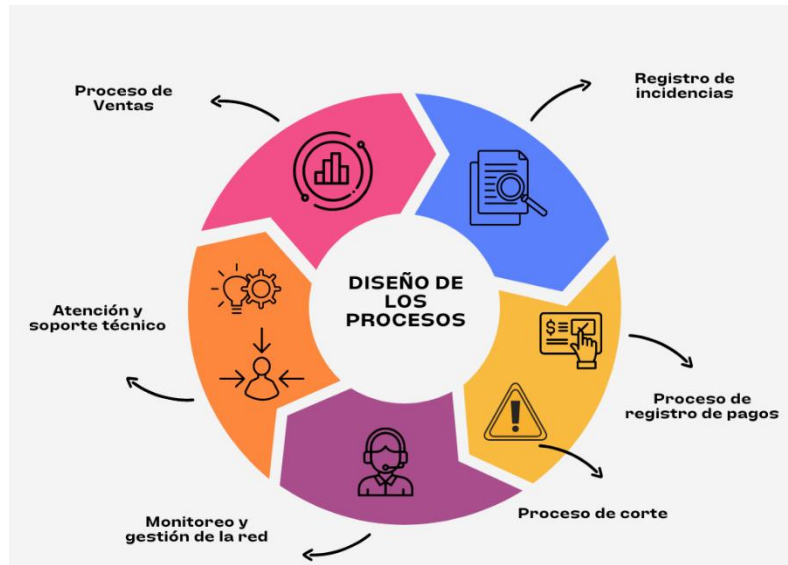 Proceso de
Ventas
Registro de
incidencias
DISEÑO DE
LOS
PROCESOS
Atención y
soporte técnico
Proceso de
registro de pagos
Proceso de corte
Monitoreo y
gestión de la red
$